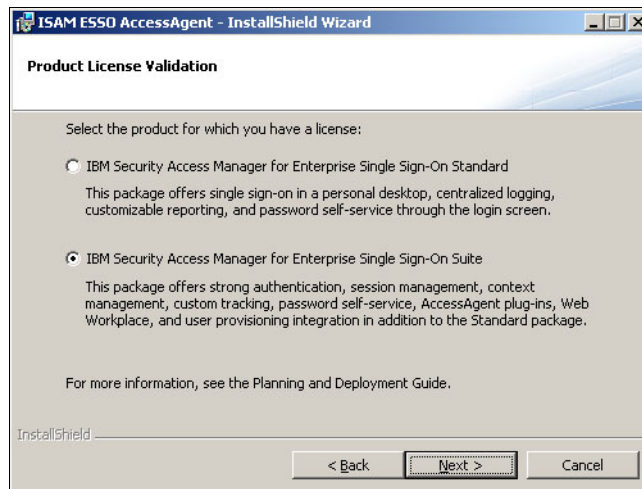 ISAM ESSO AccessAgent - InstallShield Wizard
Product License Validation
Select the product for which you have a license:
IBM Security Access Manager for Enterprise Single Sign-On Standard
This package offers single sign-on in a personal desktop, centralized logging,
customizable reporting, and password self-service through the login screen.
IBM Security Access Manager for Enterprise Single Sign-On Suite
This package offers strong authentication, session management, context
management, custom tracking, password self-service, AccessAgent plug-ins, Web
Workplace, and user provisioning integration in addition to the Standard package.
For more information, see the Planning and Deployment Guide.
InstallShield
< Back Next > Cancel